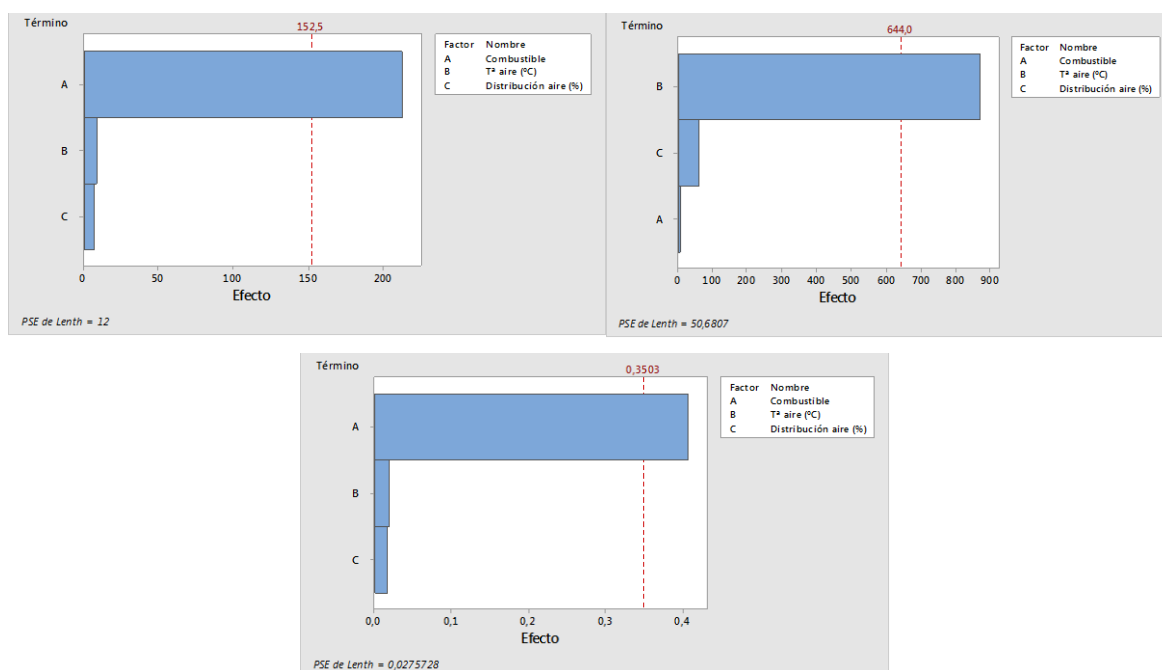 Término
152,5
Factor Nombre
A Combustible
B Tª aire (ºC)
C Distribución aire (%)
A
B
C
0 50 100 150 200
Efecto
PSE de Lenth = 12
Término
644,0
Factor Nombre
A Combustible
B Tª aire (ºC)
C Distribución aire (%)
B
C
A
0 100 200 300 400 500 600 700 800 900
Efecto
PSE de Lenth = 50,6807
Término
0,3503
Factor Nombre
A Combustible
B Tª aire (ºC)
C Distribución aire (%)
A
B
C
0,0 0,1 0,2 0,3 0,4
Efecto
PSE de Lenth = 0,0275728